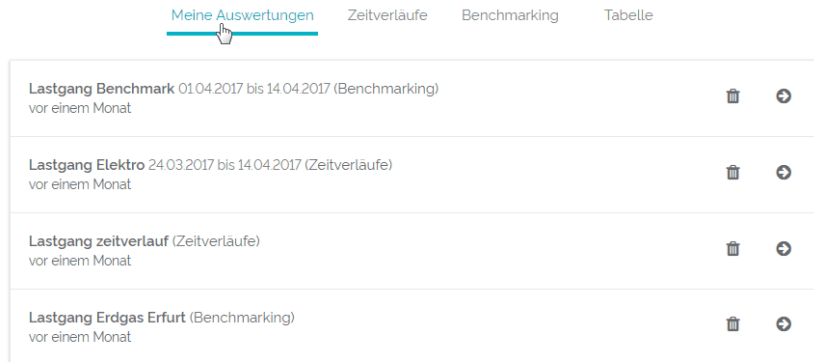 Meine Auswertungen Zeitverläufe Benchmarking Tabelle
Lastgang Benchmark 01.04.2017 bis 14.04.2017 (Benchmarking)
vor einem Monat
Lastgang Elektro 24.03.2017 bis 14.04.2017 (Zeitverläufe)
vor einem Monat
Lastgang zeitverlauf (Zeitverläufe)
vor einem Monat
Lastgang Erdgas Erfurt (Benchmarking)
vor einem Monat